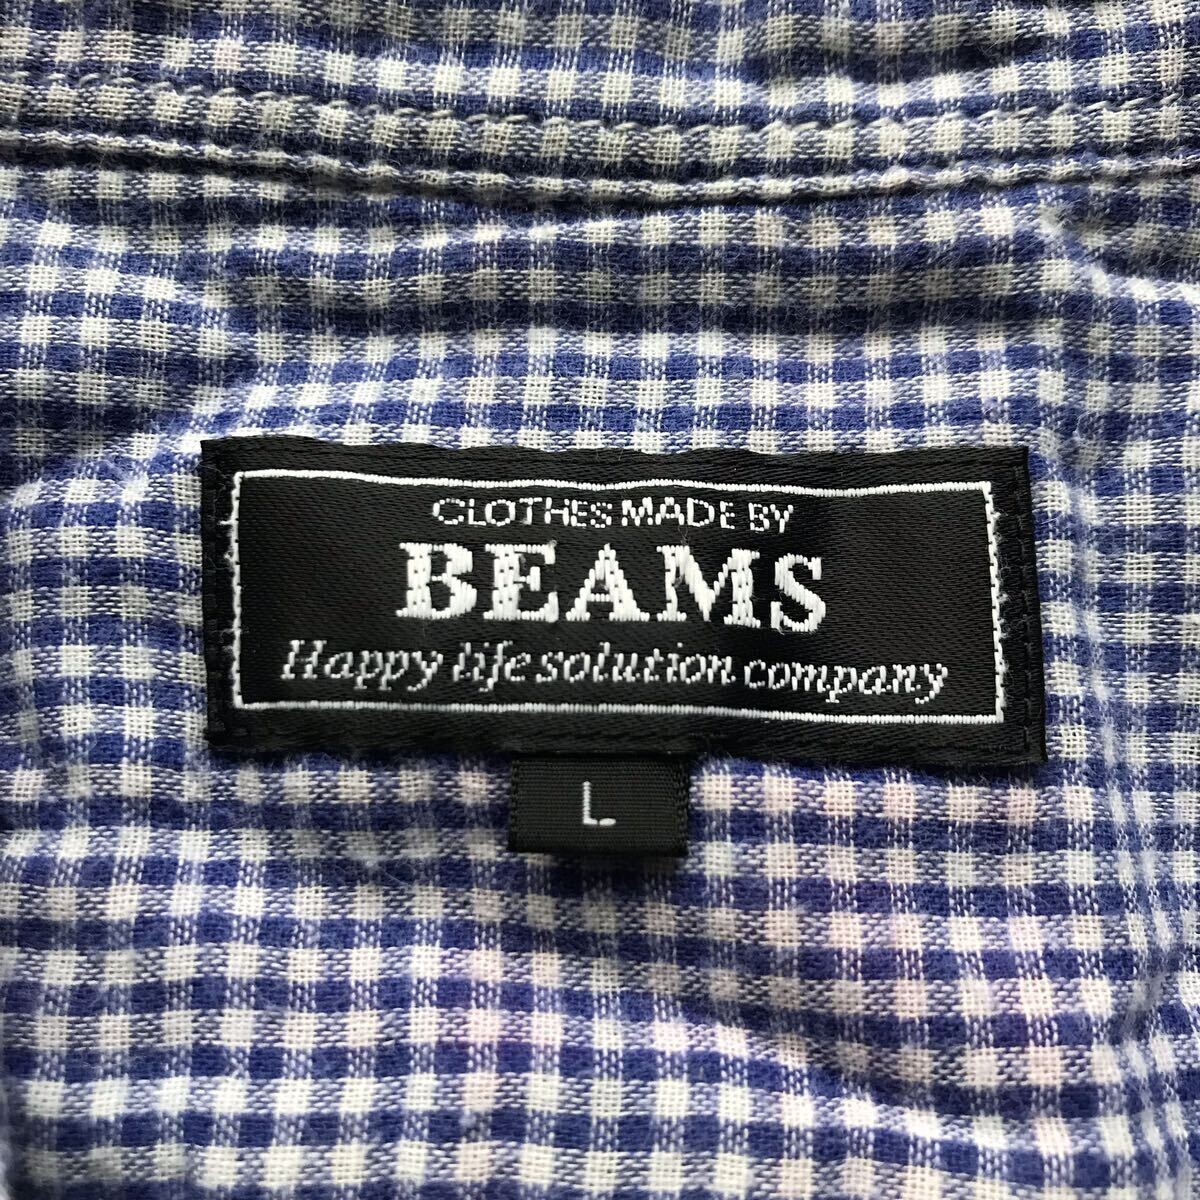 CLOTHES MADE BY
BEAMS
Happy life solution company
L